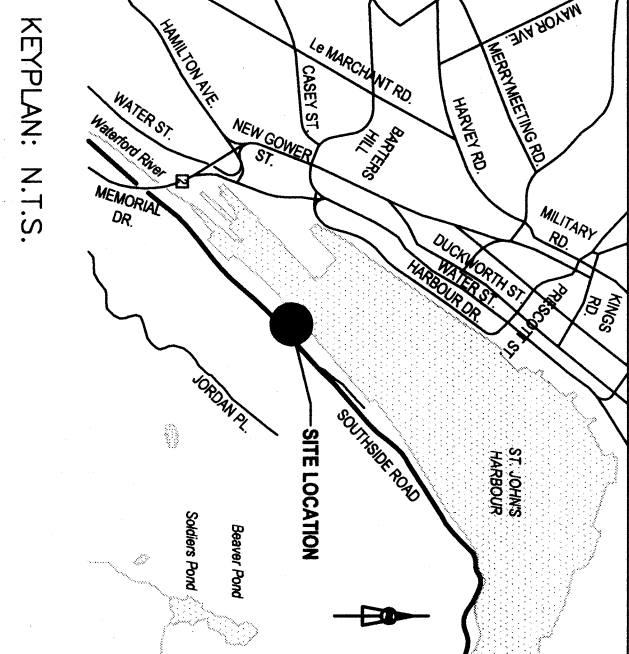 MAYOR AVE.
MERRYMEETING RD.
HAMILTON AVE.
Le MARCHANT RD.
CASEY ST.
HARVEY RD.
BARTERS
HILL
WATER ST.
Waterford River
NEW GOWER
ST.
MEMORIAL
DR.
MILITARY
RD.
DUCKWORTH ST.
WATER ST.
HARBOUR DR.
PRESCOTT ST.
KINGS
RD.
JORDAN PL.
SOUTHSIDE ROAD
SITE LOCATION
ST. JOHN'S
HARBOUR
Beaver Pond
Soldiers Pond
KEYPLAN: N.T.S.